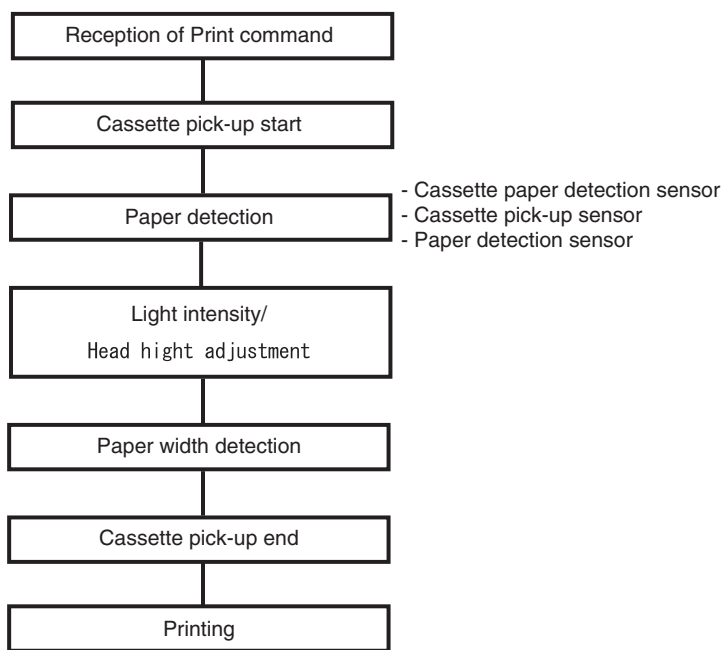 Reception of Print command
Cassette pick-up start
Paper detection
- Cassette paper detection sensor
- Cassette pick-up sensor
- Paper detection sensor
Light intensity/
Head hight adjustment
Paper width detection
Cassette pick-up end
Printing